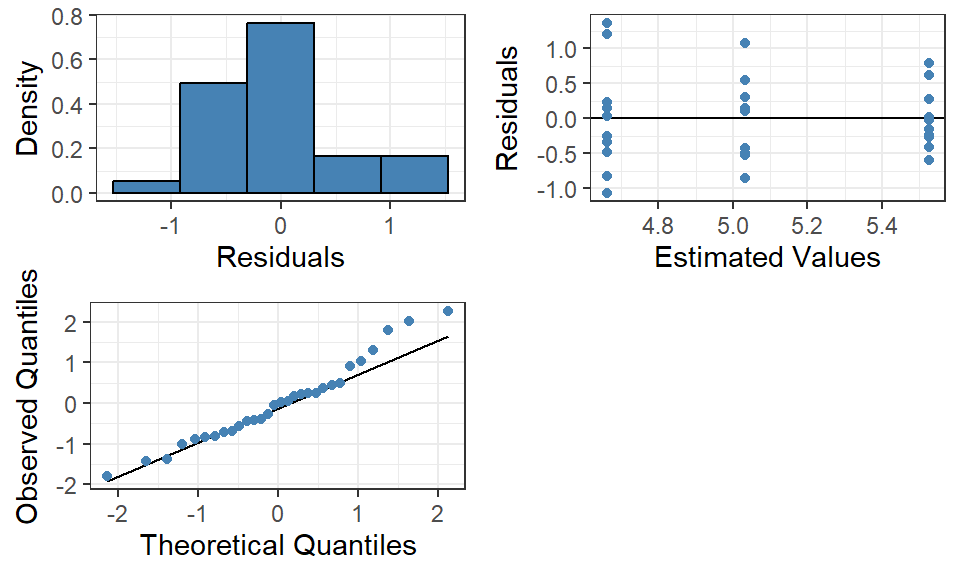 Density
0.8
0.6
0.4
0.2
0.0
-1 0 1
Residuals
Residuals
1.0
0.5
0.0
-0.5
-1.0
4.8 5.0 5.2 5.4
Estimated Values
Observed Quantiles
2
1
0
-1
-2
-2 -1 0 1 2
Theoretical Quantiles